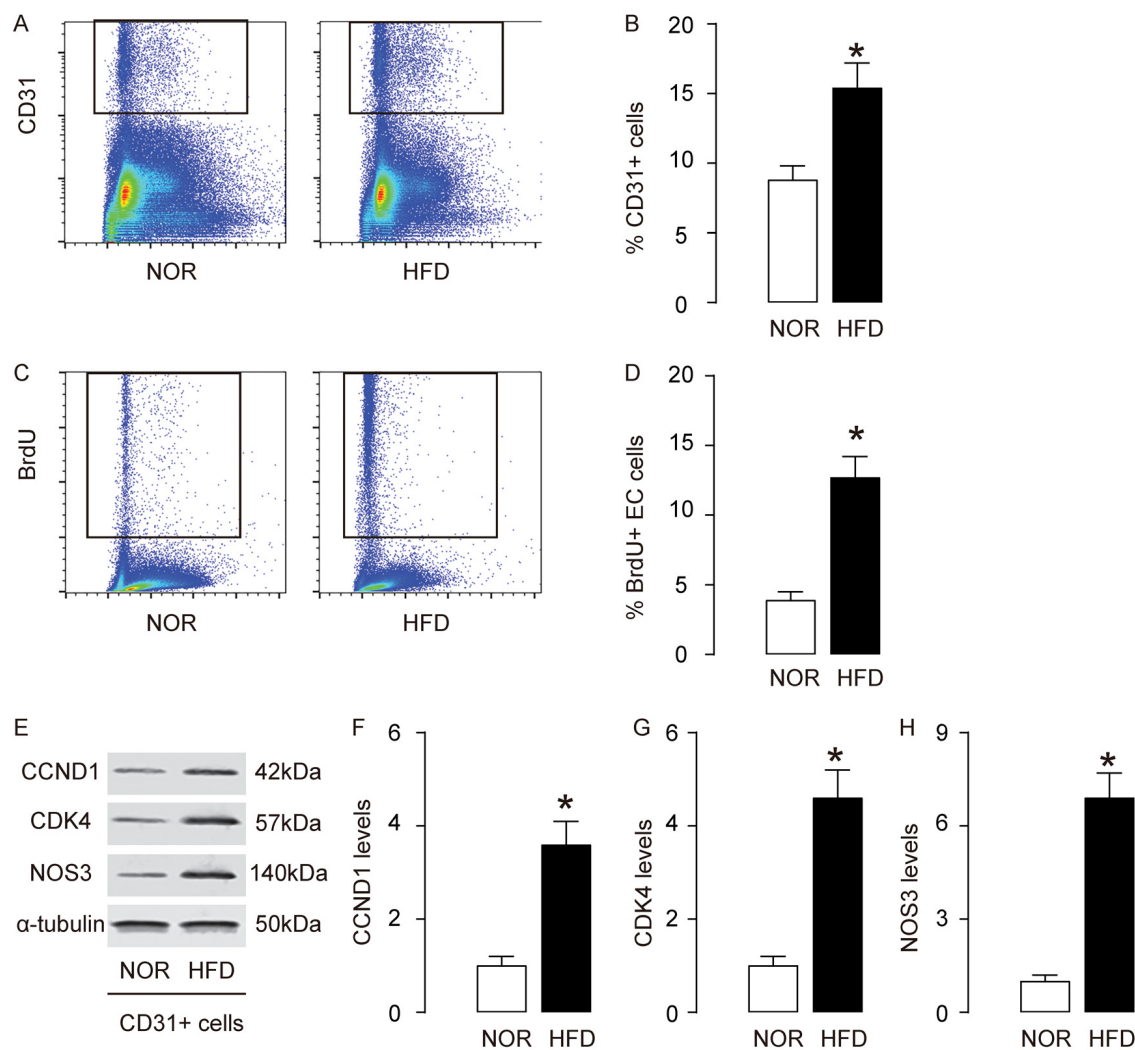 A
CD31
NOR
HFD
B
% CD31+ cells
20
15
10
5
0
*
NOR
HFD
C
BrdU
NOR
HFD
D
% BrdU+ EC cells
20
15
10
5
0
*
NOR
HFD
E
CCND1
42kDa
CDK4
57kDa
NOS3
140kDa
α-tubulin
50kDa
NOR
HFD
CD31+ cells
F
CCND1 levels
6
4
2
0
*
NOR
HFD
G
CDK4 levels
6
4
2
0
*
NOR
HFD
H
NOS3 levels
9
6
3
0
*
NOR
HFD